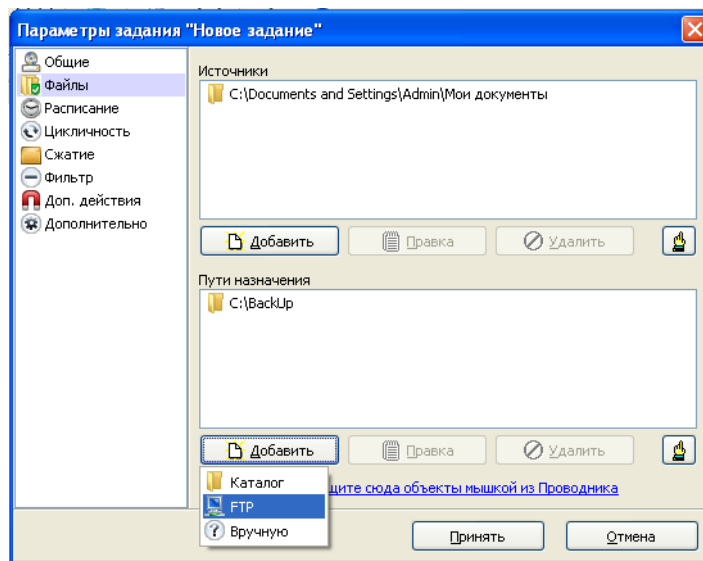 Параметры задания "Новое задание"
Общие
Файлы
Расписание
Цикличность
Сжатие
Фильтр
Доп. действия
Дополнительно
Источники
C:\Documents and Settings\Admin\Мои документы
Добавить Правка Удалить
Пути назначения
C:\BackUp
Добавить Правка Удалить
Каталог
FTP
Вручную
сюда объекты мышкой из Проводника
Принять Отмена